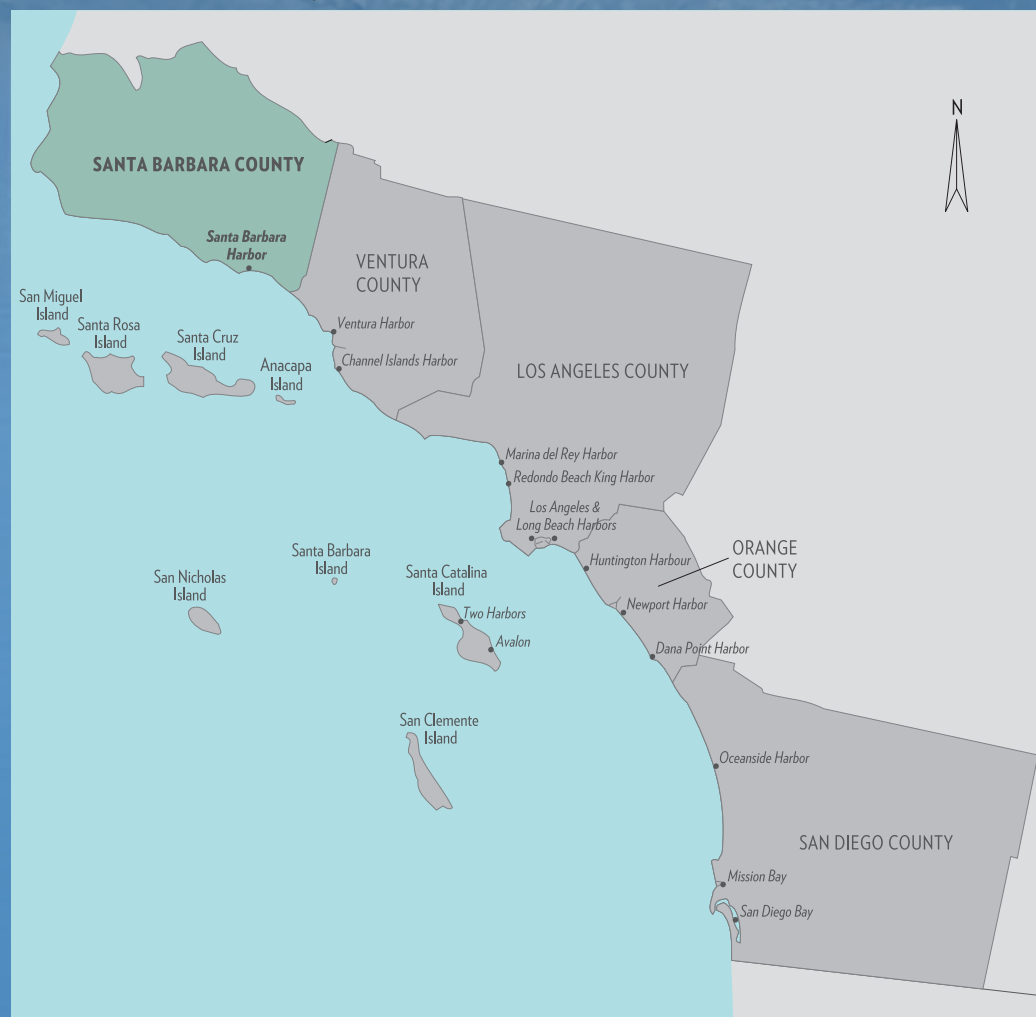 N
SANTA BARBARA COUNTY
Santa Barbara
Harbor
VENTURA
COUNTY
San Miguel
Island
Santa Rosa
Island
Santa Cruz
Island
Anacapa
Island
Ventura Harbor
Channel Islands Harbor
LOS ANGELES COUNTY
Marina del Rey Harbor
Redondo Beach King Harbor
Los Angeles &
Long Beach Harbors
ORANGE
COUNTY
Huntington Harbour
Santa Barbara
Island
San Nicholas
Island
Santa Catalina
Island
Two Harbors
Avalon
Newport Harbor
Dana Point Harbor
San Clemente
Island
Oceanside Harbor
SAN DIEGO COUNTY
Mission Bay
San Diego Bay